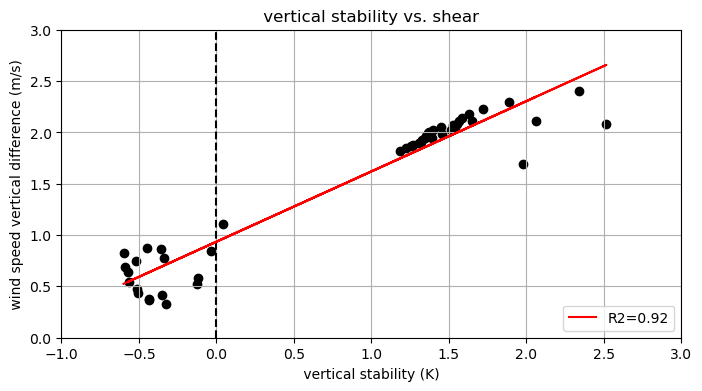 vertical stability vs. shear
wind speed vertical difference (m/s)
3.0
2.5
2.0
1.5
1.0
0.5
0.0
−1.0 −0.5 0.0 0.5 1.0 1.5 2.0 2.5 3.0
vertical stability (K)
R2=0.92